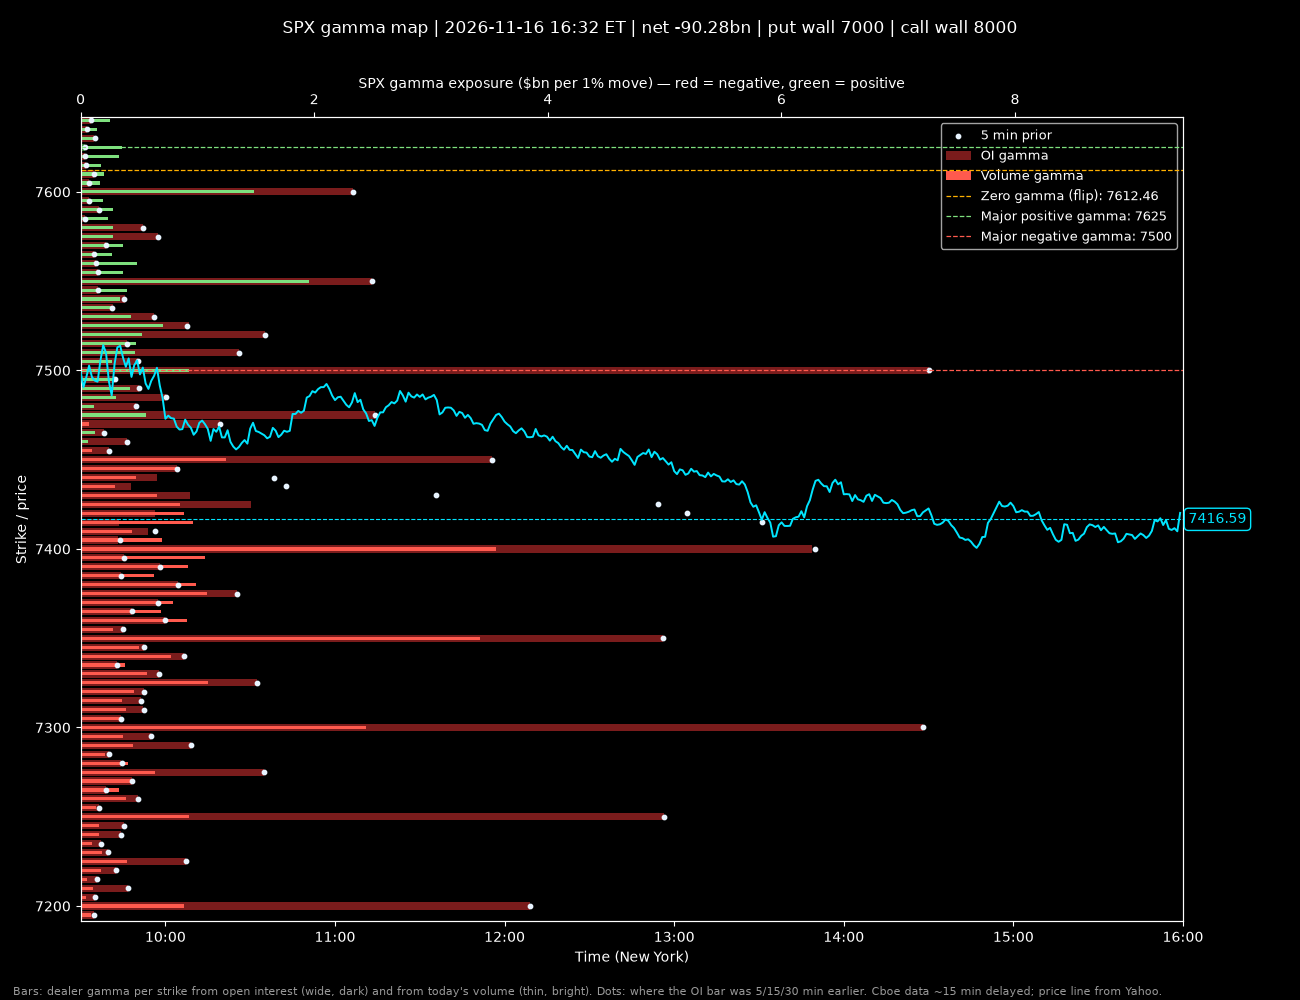 SPX gamma map | 2026-11-16 16:32 ET | net -90.28bn | put wall 7000 | call wall 8000
SPX gamma exposure ($bn per 1% move) — red = negative, green = positive
0 2 4 6 8
5 min prior
OI gamma
Volume gamma
Zero gamma (flip): 7612.46
Major positive gamma: 7625
Major negative gamma: 7500
7600
7500
7400
7300
7200
Strike / price
7416.59
10:00 11:00 12:00 13:00 14:00 15:00 16:00
Time (New York)
Bars: dealer gamma per strike from open interest (wide, dark) and from today's volume (thin, bright). Dots: where the OI bar was 5/15/30 min earlier. Cboe data ~15 min delayed; price line from Yahoo.